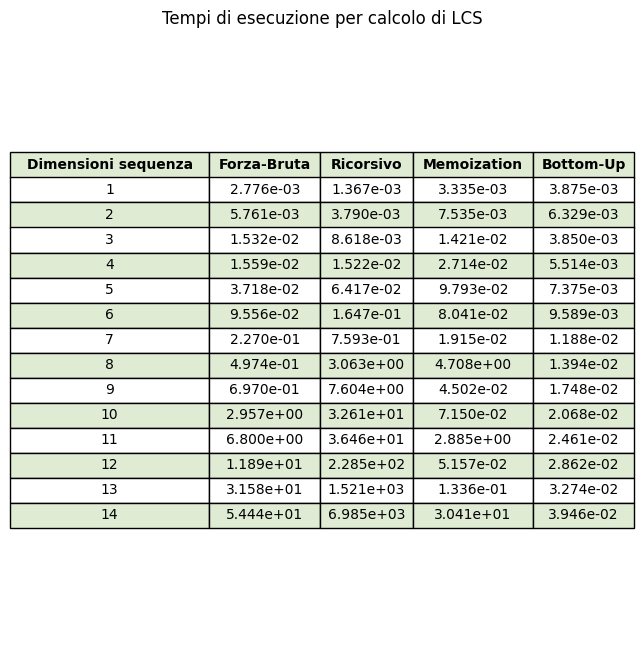 Tempi di esecuzione per calcolo di LCS
Dimensioni sequenza Forza-Bruta Ricorsivo Memoization Bottom-Up
1 2.776e-03 1.367e-03 3.335e-03 3.875e-03
2 5.761e-03 3.790e-03 7.535e-03 6.329e-03
3 1.532e-02 8.618e-03 1.421e-02 3.850e-03
4 1.559e-02 1.522e-02 2.714e-02 5.514e-03
5 3.718e-02 6.417e-02 9.793e-02 7.375e-03
6 9.556e-02 1.647e-01 8.041e-02 9.589e-03
7 2.270e-01 7.593e-01 1.915e-02 1.188e-02
8 4.974e-01 3.063e+00 4.708e+00 1.394e-02
9 6.970e-01 7.604e+00 4.502e-02 1.748e-02
10 2.957e+00 3.261e+01 7.150e-02 2.068e-02
11 6.800e+00 3.646e+01 2.885e+00 2.461e-02
12 1.189e+01 2.285e+02 5.157e-02 2.862e-02
13 3.158e+01 1.521e+03 1.336e-01 3.274e-02
14 5.444e+01 6.985e+03 3.041e+01 3.946e-02